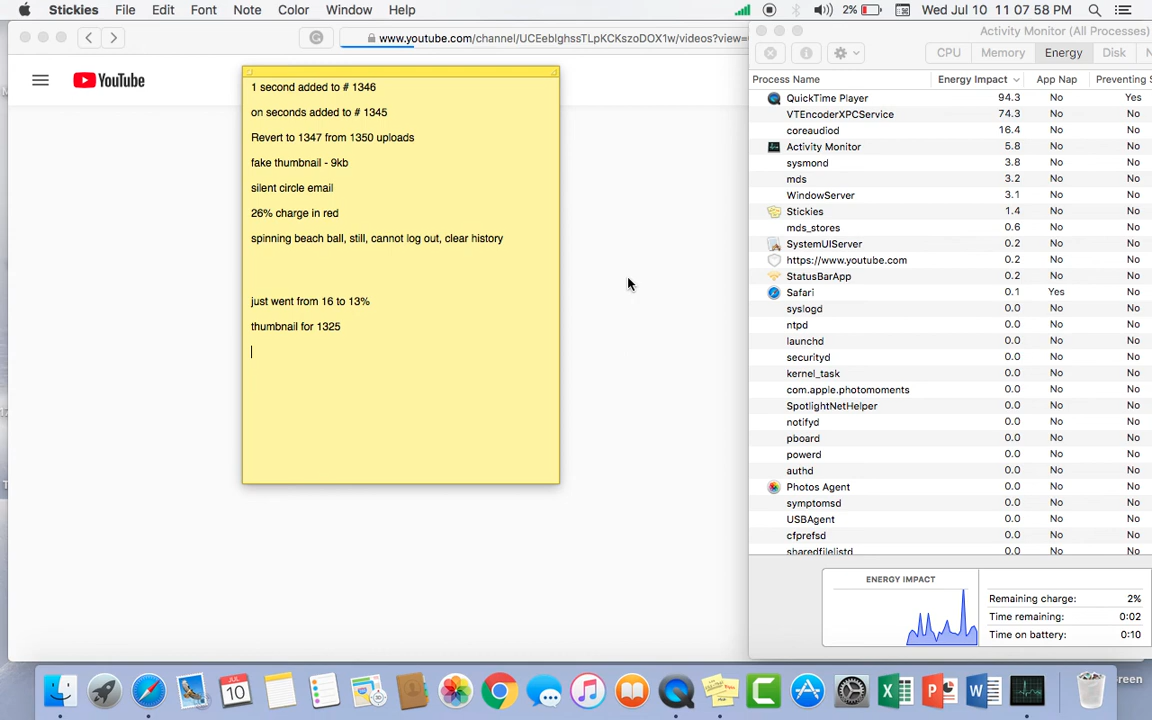 Stickies File Edit Font Note Color Window Help 2% Wed Jul 10 11:07:58 PM
www.youtube.com/channel/UCEebIghssTLpKCKszoDOX1w/videos?view=
YouTube
1 second added to # 1346
on seconds added to # 1345
Revert to 1347 from 1350 uploads
fake thumbnail - 9kb
silent circle email
26% charge in red
spinning beach ball, still, cannot log out, clear history
just went from 16 to 13%
thumbnail for 1325
Activity Monitor (All Processes)
CPU Memory Energy Disk N
Process Name Energy Impact App Nap Preventing S
QuickTime Player 94.3 No Yes
VTEncoderXPCService 74.3 No No
coreaudiod 16.4 No No
Activity Monitor 5.8 No No
sysmond 3.8 No No
mds 3.2 No No
WindowServer 3.1 No No
Stickies 1.4 No No
mds_stores 0.6 No No
SystemUIServer 0.2 No No
https://www.youtube.com 0.2 No No
StatusBarApp 0.2 No No
Safari 0.1 Yes No
syslogd 0.0 No No
ntpd 0.0 No No
launchd 0.0 No No
securityd 0.0 No No
kernel_task 0.0 No No
com.apple.photomoments 0.0 No No
SpotlightNetHelper 0.0 No No
notifyd 0.0 No No
pboard 0.0 No No
powerd 0.0 No No
authd 0.0 No No
Photos Agent 0.0 No No
symptomsd 0.0 No No
USBAgent 0.0 No No
cfprefsd 0.0 No No
sharedfilelistd 0.0 No No
ENERGY IMPACT
Remaining charge: 2%
Time remaining: 0:02
Time on battery: 0:10
JUL
10
reen